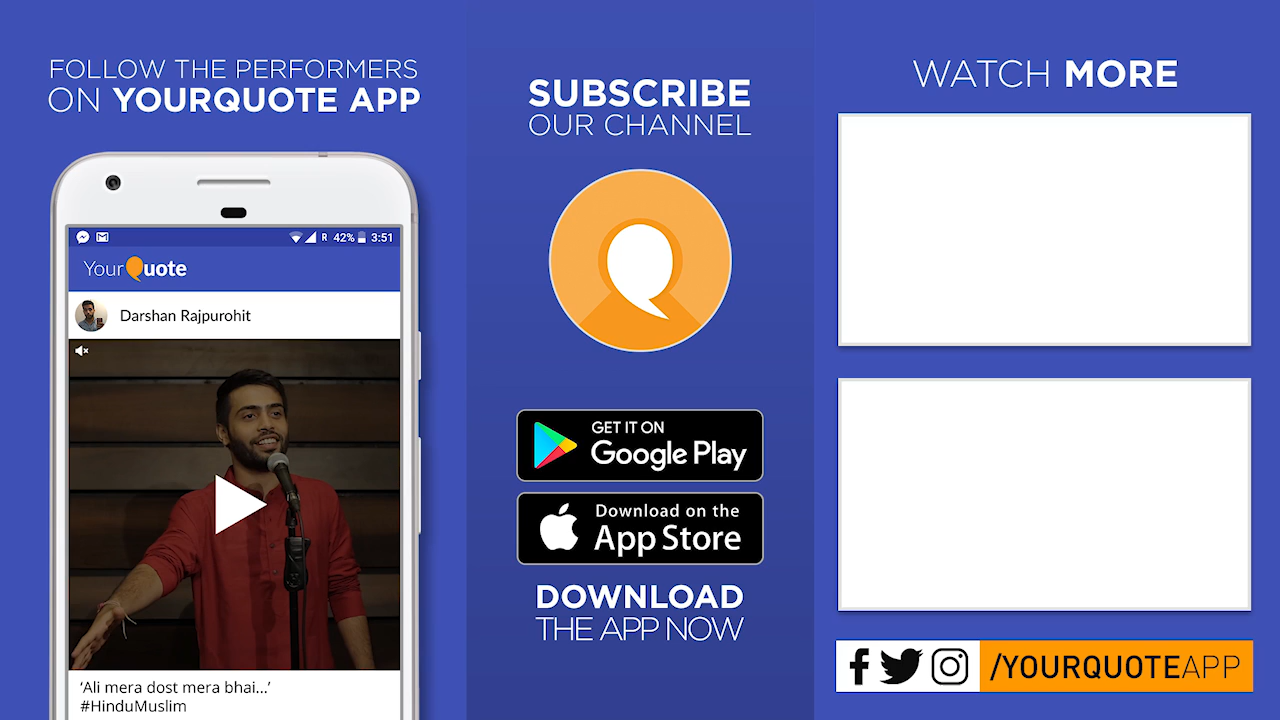 FOLLOW THE PERFORMERS
ON YOURQUOTE APP
R 42% 3:51
YourQuote
Darshan Rajpurohit
‘Ali mera dost mera bhai...’
#HinduMuslim
SUBSCRIBE
OUR CHANNEL
GET IT ON
Google Play
Download on the
App Store
DOWNLOAD
THE APP NOW
WATCH MORE
/YOURQUOTEAPP